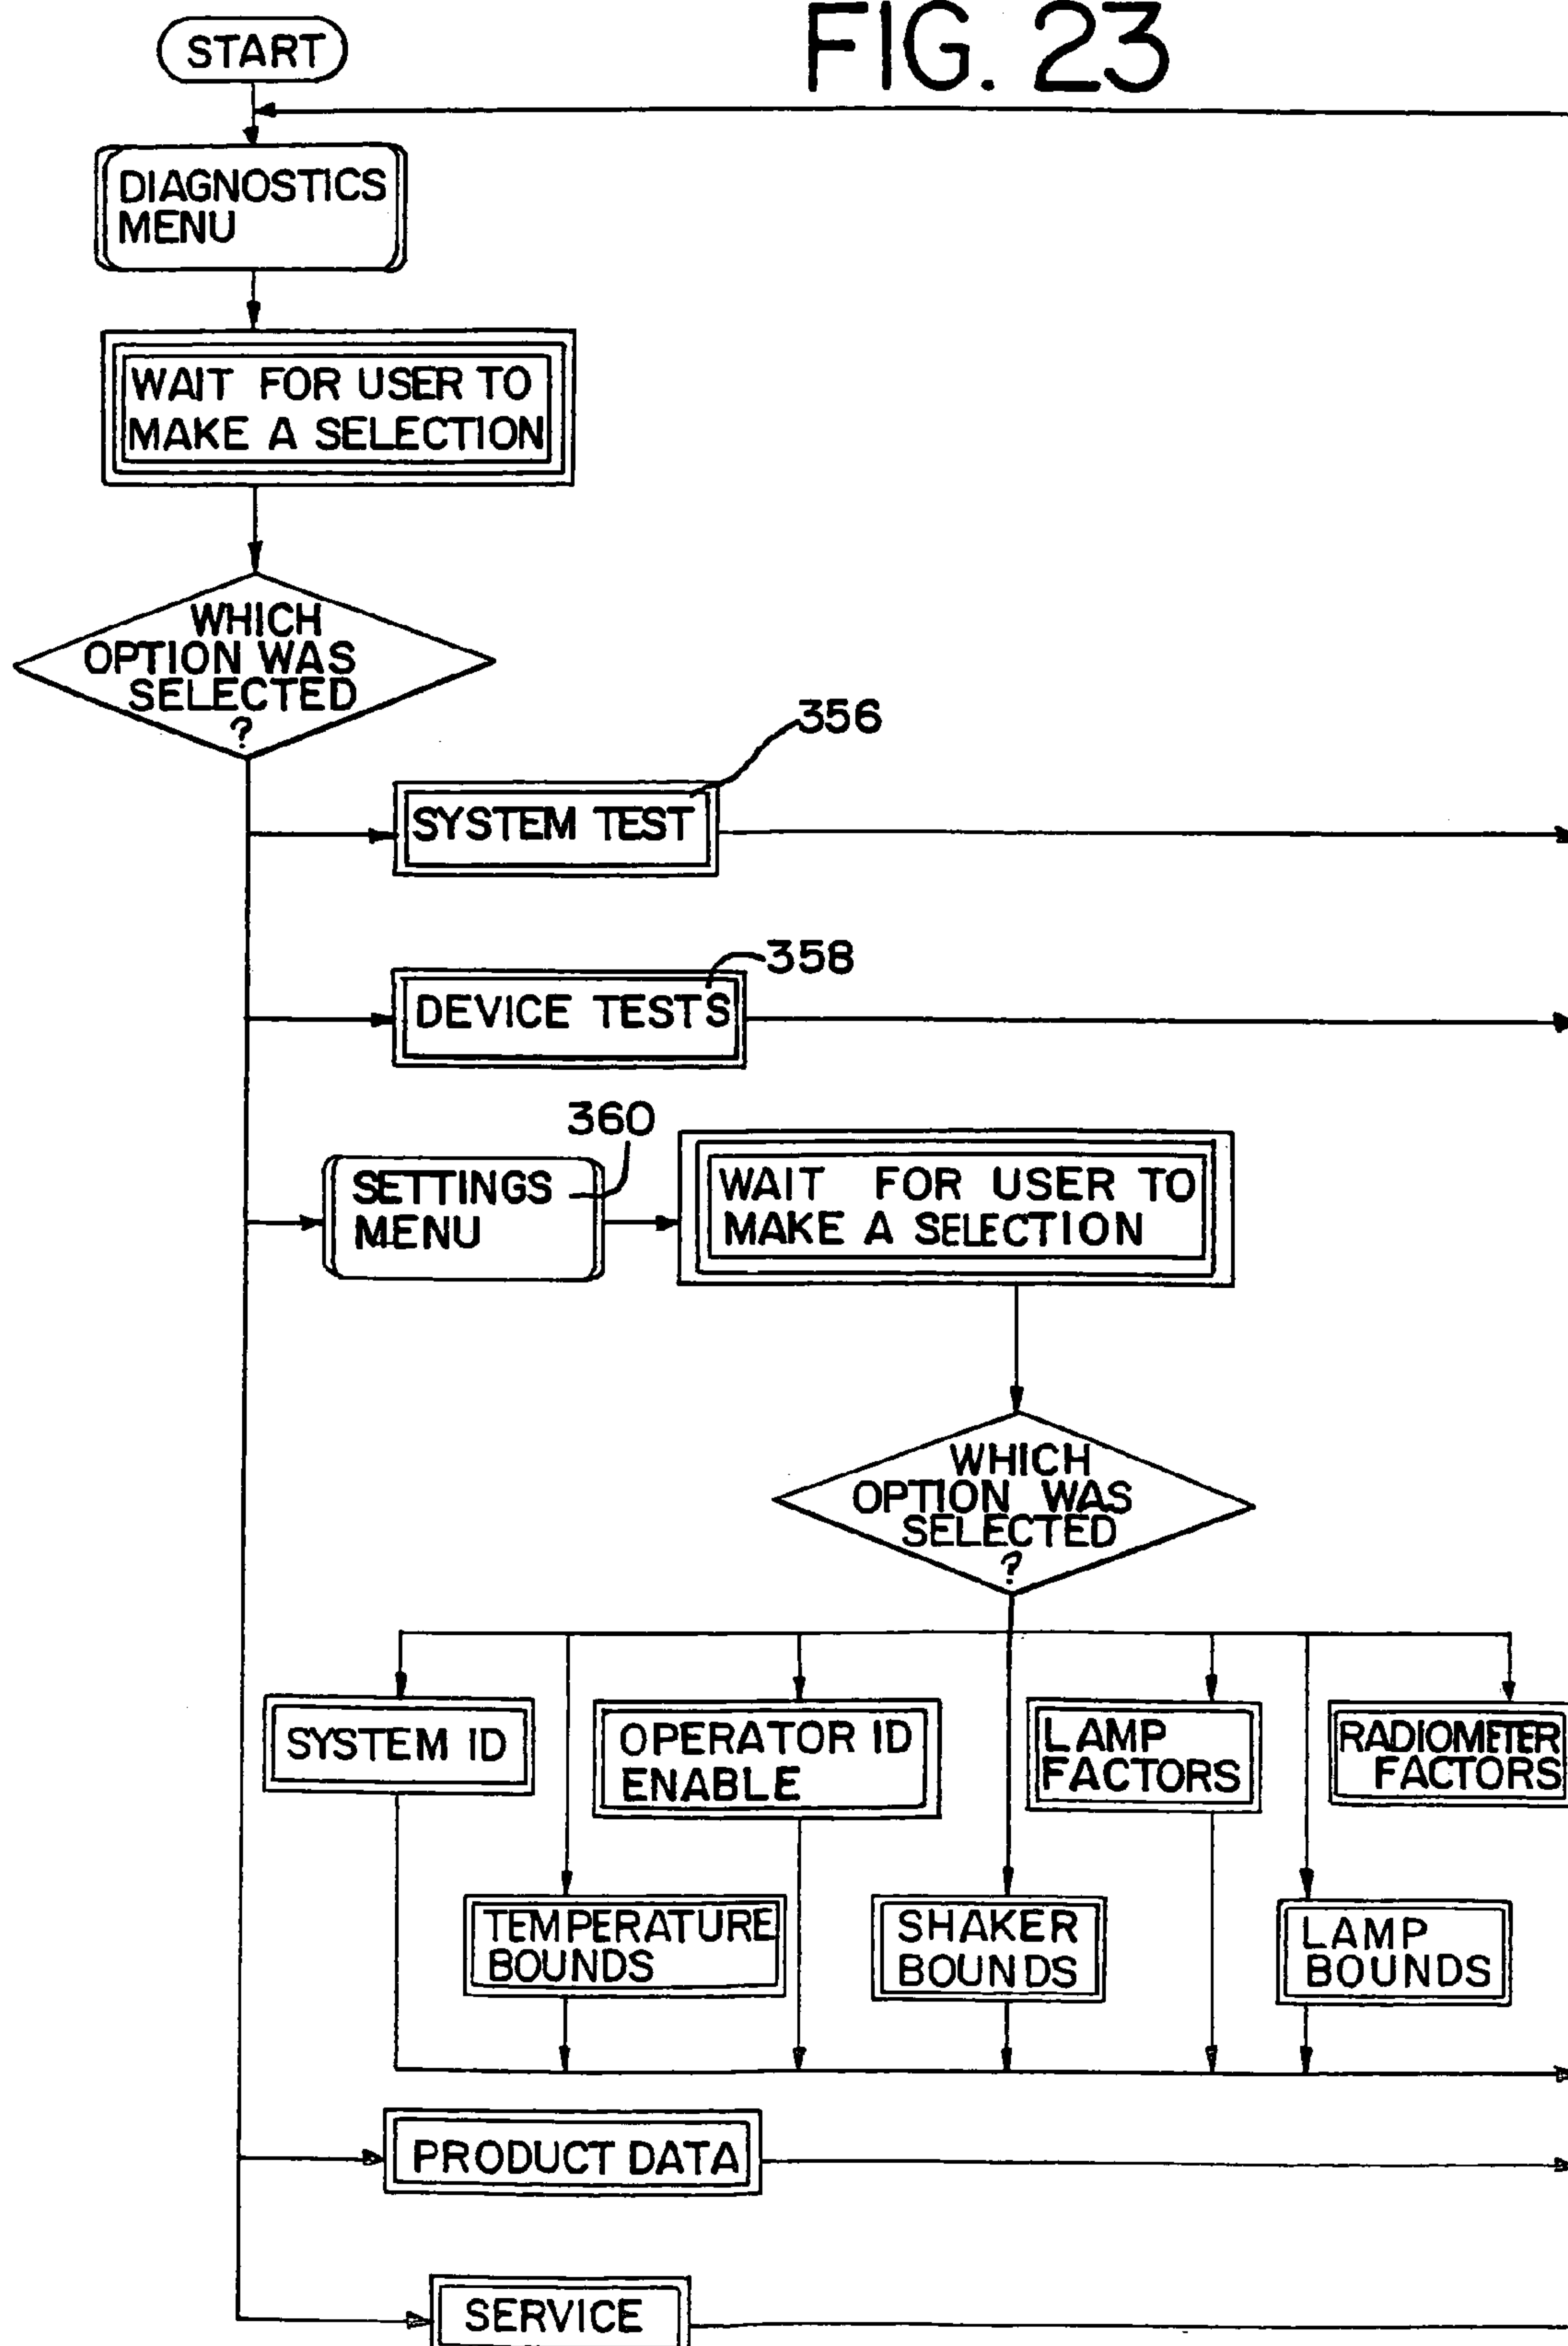 FIG. 23
START
DIAGNOSTICS
MENU
WAIT FOR USER TO
MAKE A SELECTION
WHICH
OPTION WAS
SELECTED
?
356
SYSTEM TEST
358
DEVICE TESTS
360
SETTINGS
MENU
WAIT FOR USER TO
MAKE A SELECTION
WHICH
OPTION WAS
SELECTED
?
SYSTEM ID
OPERATOR ID
ENABLE
LAMP
FACTORS
RADIOMETER
FACTORS
TEMPERATURE
BOUNDS
SHAKER
BOUNDS
LAMP
BOUNDS
PRODUCT DATA
SERVICE